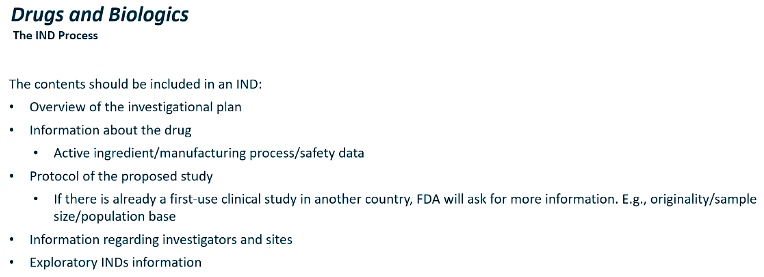 Drugs and Biologics
The IND Process
The contents should be included in an IND:
• Overview of the investigational plan
• Information about the drug
• Active ingredient/manufacturing process/safety data
• Protocol of the proposed study
• If there is already a first-use clinical study in another country, FDA will ask for more information. E.g., originality/sample
size/population base
• Information regarding investigators and sites
• Exploratory INDs information